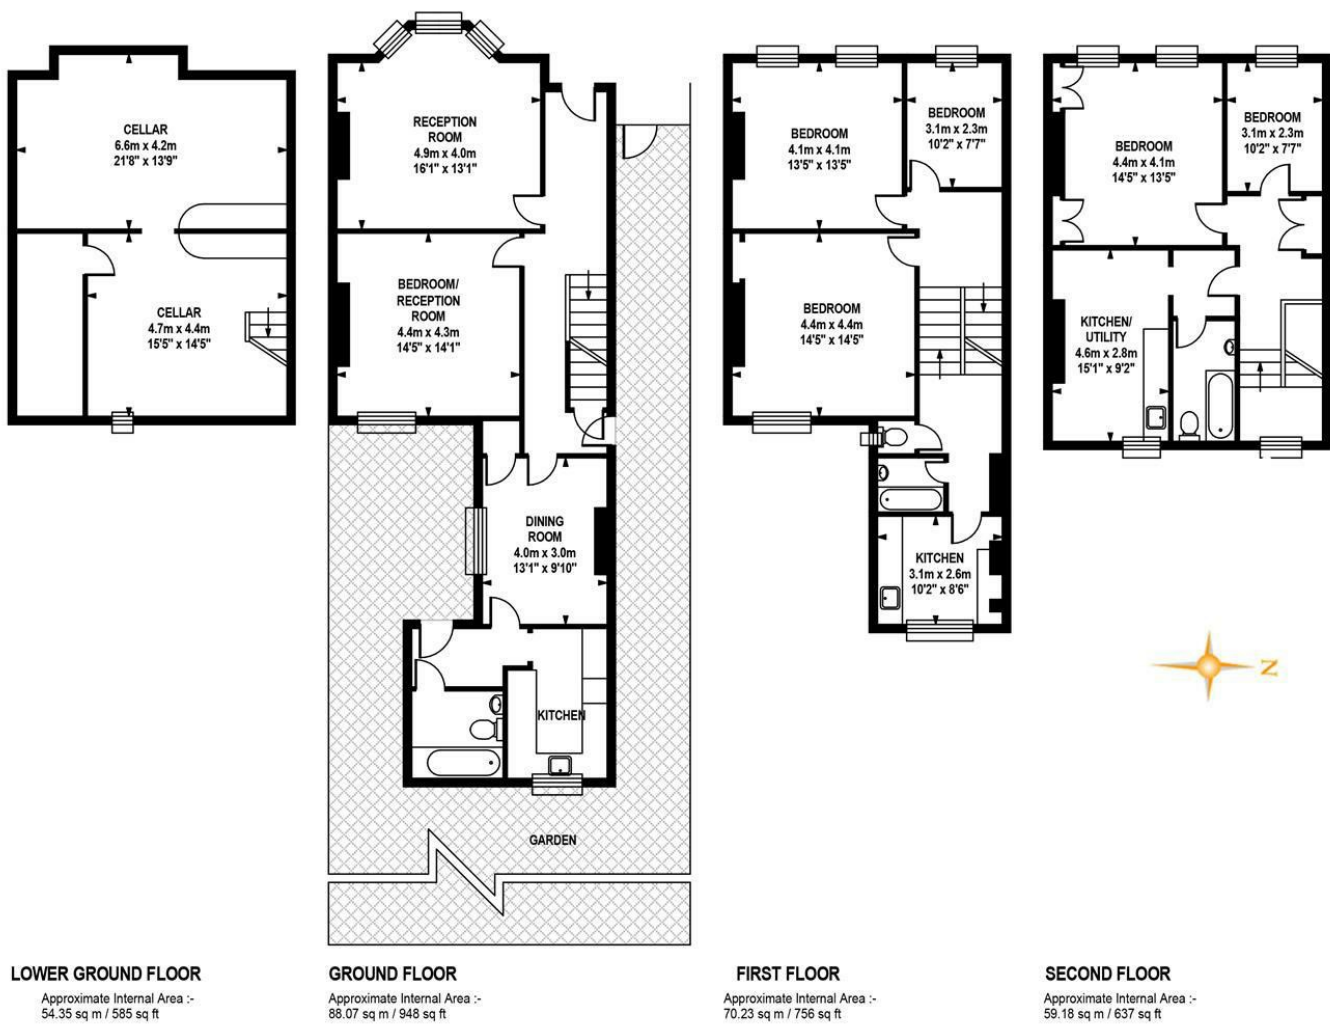 CELLAR
6.6m x 4.2m
21'8" x 13'9"
CELLAR
4.7m x 4.4m
15'5" x 14'5"
RECEPTION
ROOM
4.9m x 4.0m
16'1" x 13'1"
BEDROOM/
RECEPTION
ROOM
4.4m x 4.3m
14'5" x 14'1"
DINING
ROOM
4.0m x 3.0m
13'1" x 9'10"
KITCHEN
GARDEN
BEDROOM
4.1m x 4.1m
13'5" x 13'5"
BEDROOM
3.1m x 2.3m
10'2" x 7'7"
BEDROOM
4.4m x 4.4m
14'5" x 14'5"
KITCHEN
3.1m x 2.6m
10'2" x 8'6"
BEDROOM
4.4m x 4.1m
14'5" x 13'5"
BEDROOM
3.1m x 2.3m
10'2" x 7'7"
KITCHEN/
UTILITY
4.6m x 2.8m
15'1" x 9'2"
N
LOWER GROUND FLOOR
Approximate Internal Area :-
54.35 sq m / 585 sq ft
GROUND FLOOR
Approximate Internal Area :-
88.07 sq m / 948 sq ft
FIRST FLOOR
Approximate Internal Area :-
70.23 sq m / 756 sq ft
SECOND FLOOR
Approximate Internal Area :-
59.18 sq m / 637 sq ft